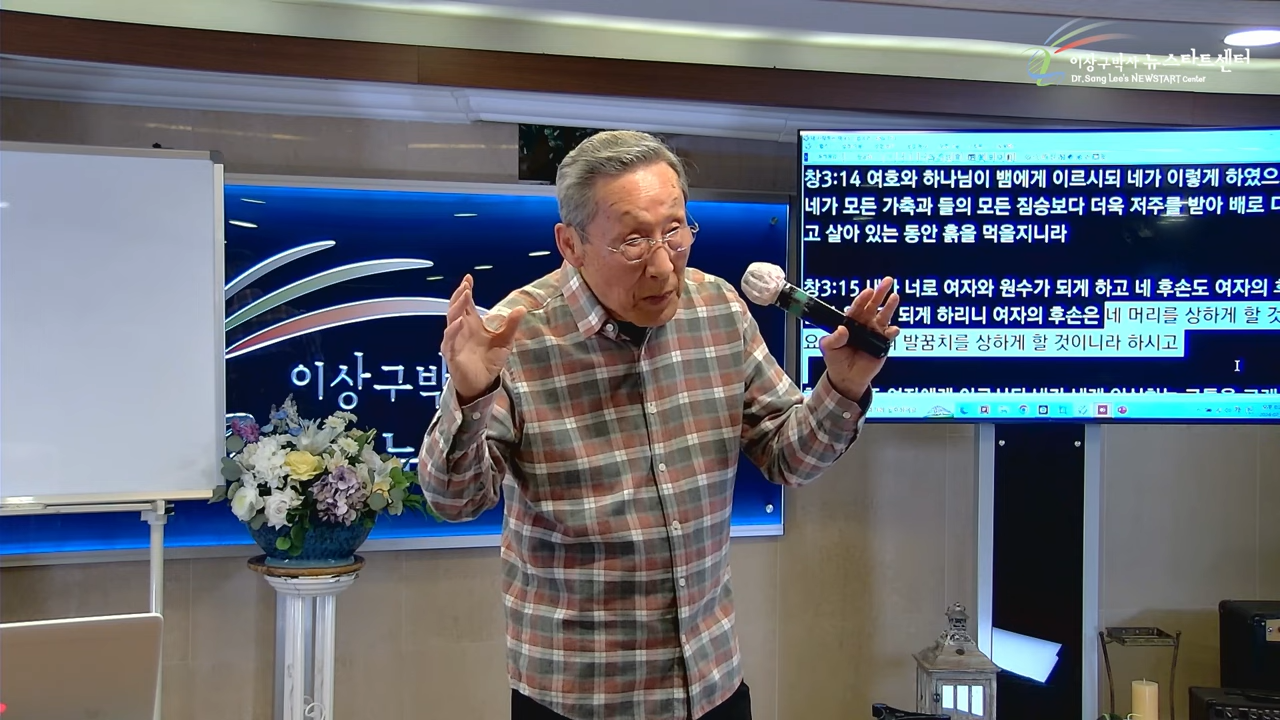 이상구박사 뉴스타트센터
Dr. Sang Lee's NEWSTART Center
창3:14 여호와 하나님이 뱀에게 이르시되 네가 이렇게 하였으
네가 모든 가축과 들의 모든 짐승보다 더욱 저주를 받아 배로 다
고 살아 있는 동안 흙을 먹을지니라
창3:15 너로 여자와 원수가 되게 하고 네 후손도 여자의 후
되게 하리니 여자의 후손은 네 머리를 상하게 할 것
요 발꿈치를 상하게 할 것이니라 하시고
이상구박